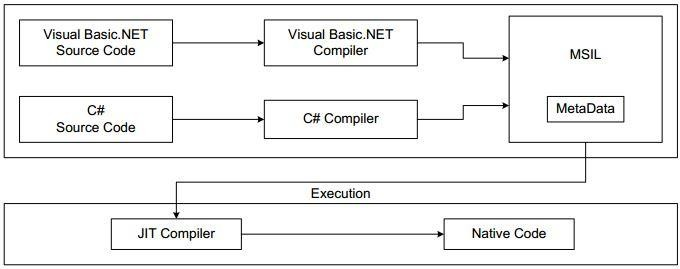 Visual Basic.NET
Source Code
Visual Basic.NET
Compiler
MSIL
MetaData
C#
Source Code
C# Compiler
Execution
JIT Compiler
Native Code